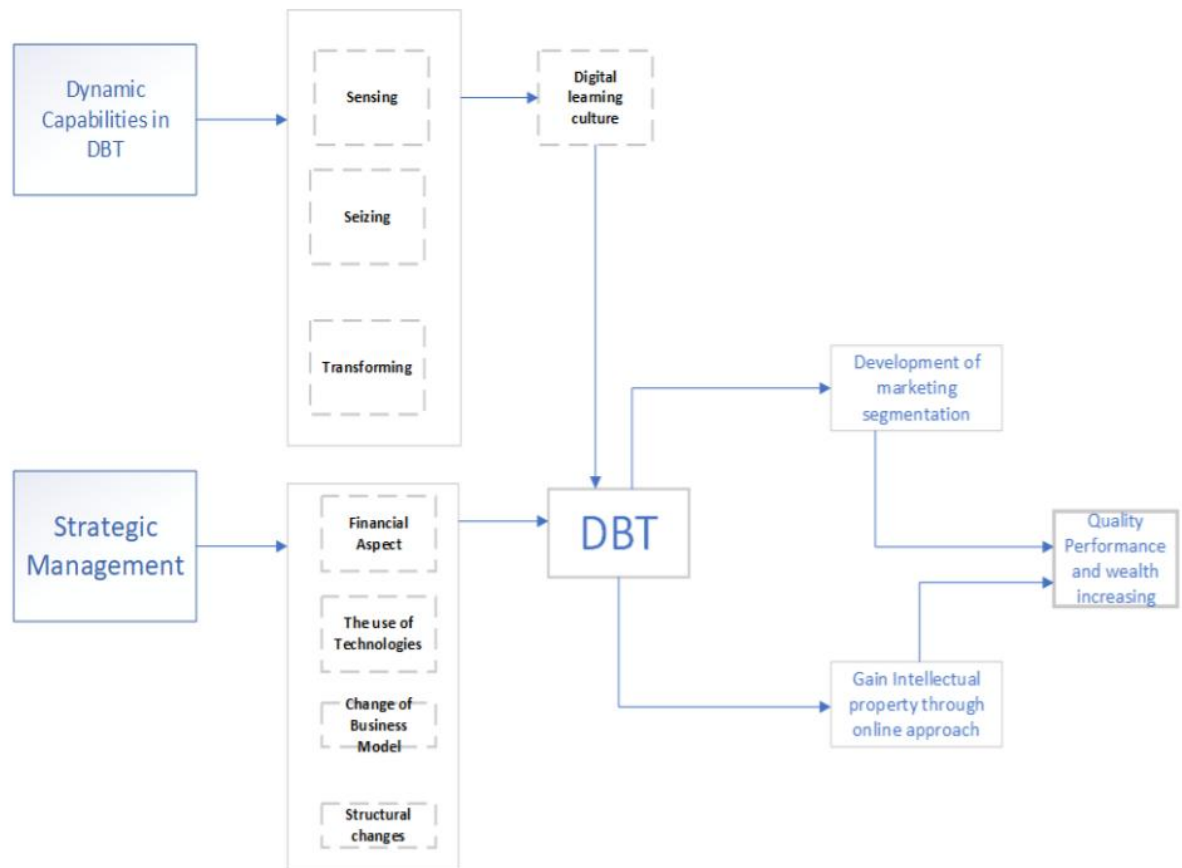 Dynamic
Capabilities in
DBT
Sensing
Seizing
Transforming
Digital
learning
culture
Strategic
Management
Financial
Aspect
The use of
Technologies
Change of
Business
Model
Structural
changes
DBT
Development of
marketing
segmentation
Gain Intellectual
property through
online approach
Quality
Performance
and wealth
increasing